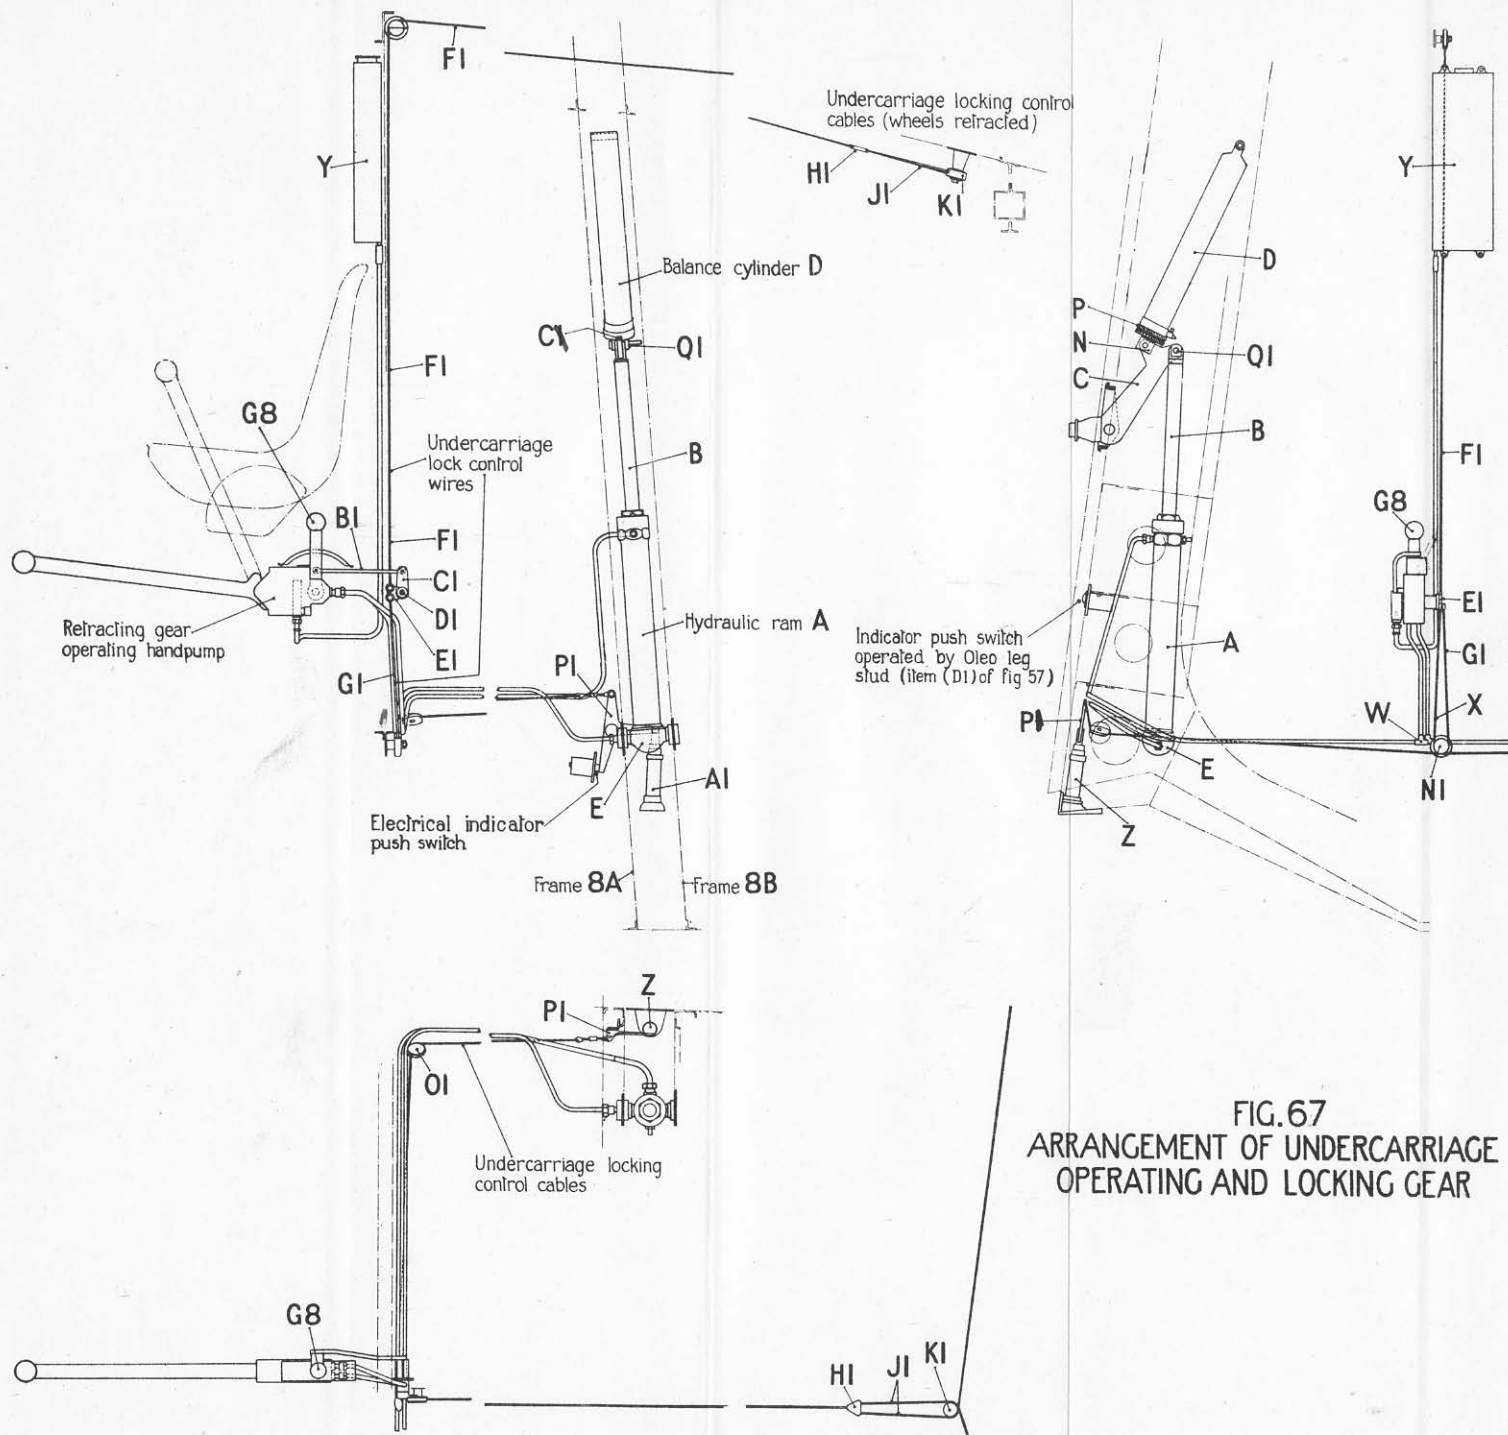 F1
Undercarriage locking control
cables (wheels retracted)
Y
H1
J1
K1
Y
D
Balance cylinder D
P
N
C
C
Q1
Q1
F1
G8
Undercarriage
lock control
wires
B
B
F1
G8
B1
F1
C1
D1
E1
E1
Retracting gear
operating handpump
Hydraulic ram A
Indicator push switch
operated by Oleo leg
stud (item (D1) of fig 57)
A
G1
G1
P1
P
W
X
E
A1
E
N1
Z
Electrical indicator
push switch
Frame 8A
Frame 8B
Z
P1
O1
Undercarriage locking
control cables
FIG. 67
ARRANGEMENT OF UNDERCARRIAGE
OPERATING AND LOCKING GEAR
G8
H1
J1
K1